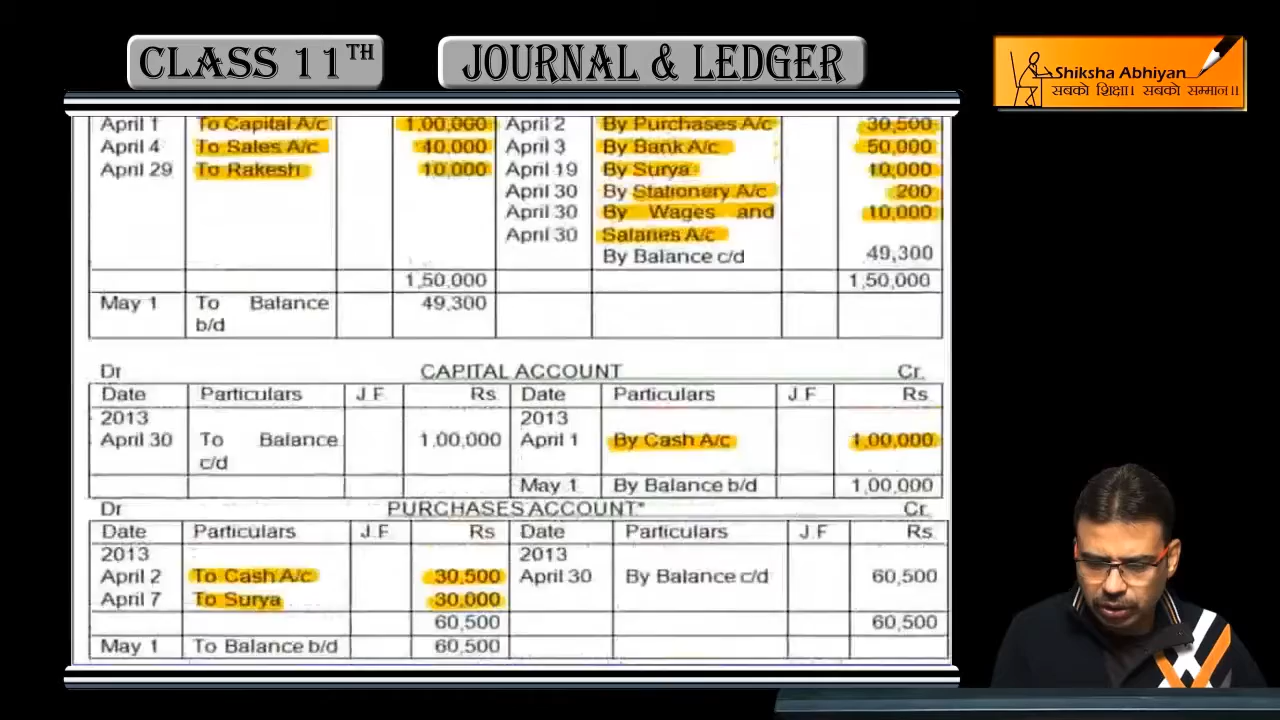 CLASS 11TH JOURNAL & LEDGER
Shiksha Abhiyan
सबको शिक्षा। सबको सम्मान।।
April 1 To Capital A/c 1,00,000 April 2 By Purchases A/c 30,500
April 4 To Sales A/c 40,000 April 3 By Bank A/c 50,000
April 29 To Rakesh 10,000 April 19 By Surya 10,000
April 30 By Stationery A/c 200
April 30 By Wages and 10,000
April 30 Salaries A/c
By Balance c/d 49,300
1,50,000 1,50,000
May 1 To Balance 49,300
b/d
Dr CAPITAL ACCOUNT Cr.
Date Particulars J.F Rs Date Particulars J.F Rs.
2013 2013
April 30 To Balance 1,00,000 April 1 By Cash A/c 1,00,000
c/d
May 1 By Balance b/d 1,00,000
Dr PURCHASES ACCOUNT* Cr.
Date Particulars J.F Rs Date Particulars J.F Rs.
2013 2013
April 2 To Cash A/c 30,500 April 30 By Balance c/d 60,500
April 7 To Surya 30,000
60,500 60,500
May 1 To Balance b/d 60,500